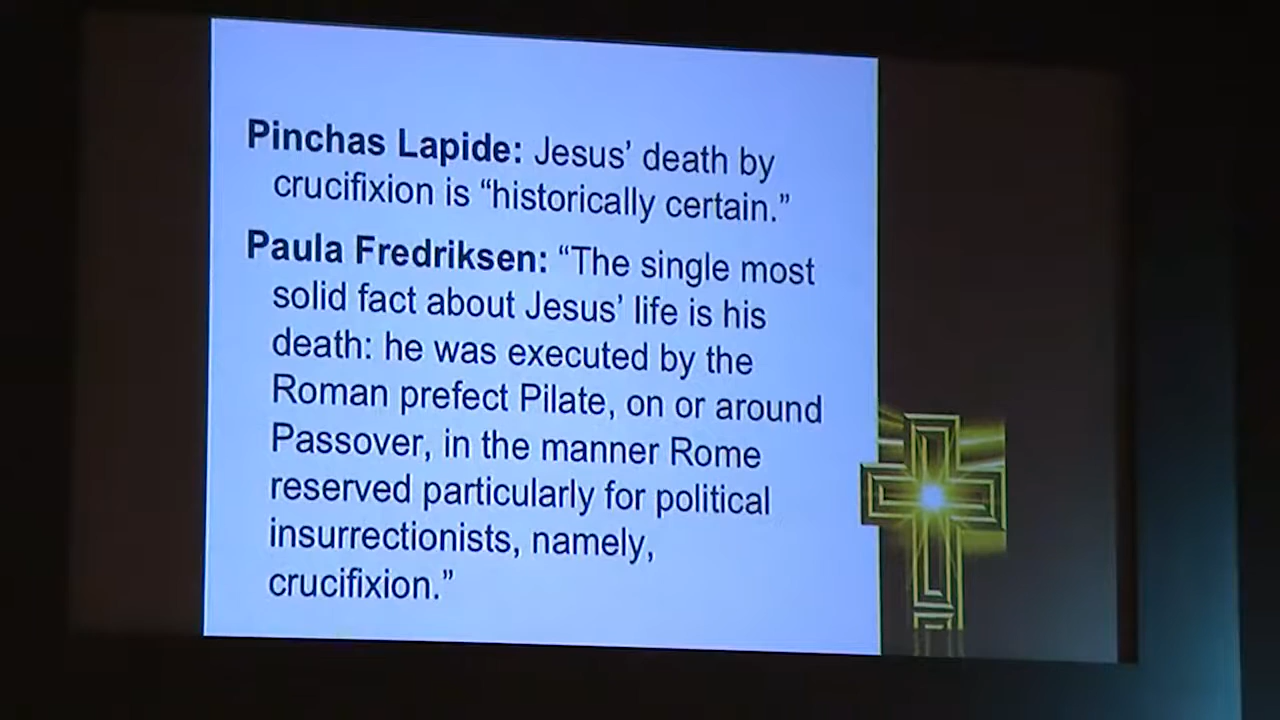 Pinchas Lapide: Jesus’ death by
crucifixion is “historically certain.”
Paula Fredriksen: “The single most
solid fact about Jesus’ life is his
death: he was executed by the
Roman prefect Pilate, on or around
Passover, in the manner Rome
reserved particularly for political
insurrectionists, namely,
crucifixion.”